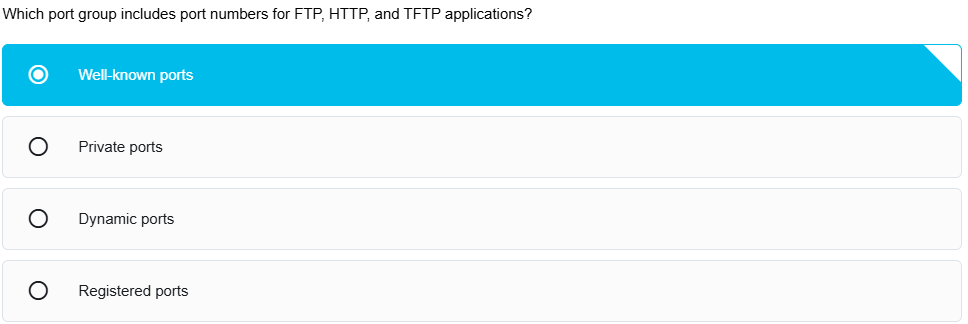 Which port group includes port numbers for FTP, HTTP, and TFTP applications?
Well-known ports
Private ports
Dynamic ports
Registered ports